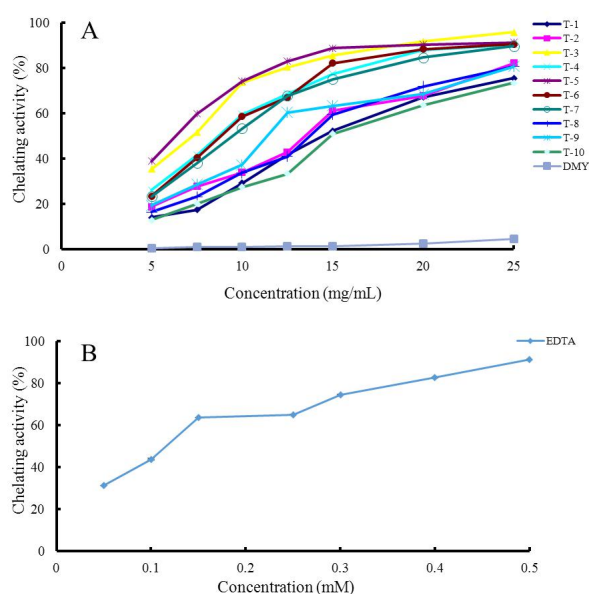 A
Chelating activity (%)
100
80
60
40
20
0
0
5
10
15
20
25
Concentration (mg/mL)
T-1
T-2
T-3
T-4
T-5
T-6
T-7
T-8
T-9
T-10
DMY
B
EDTA
Chelating activity (%)
100
80
60
40
20
0
0
0.1
0.2
0.3
0.4
0.5
Concentration (mM)